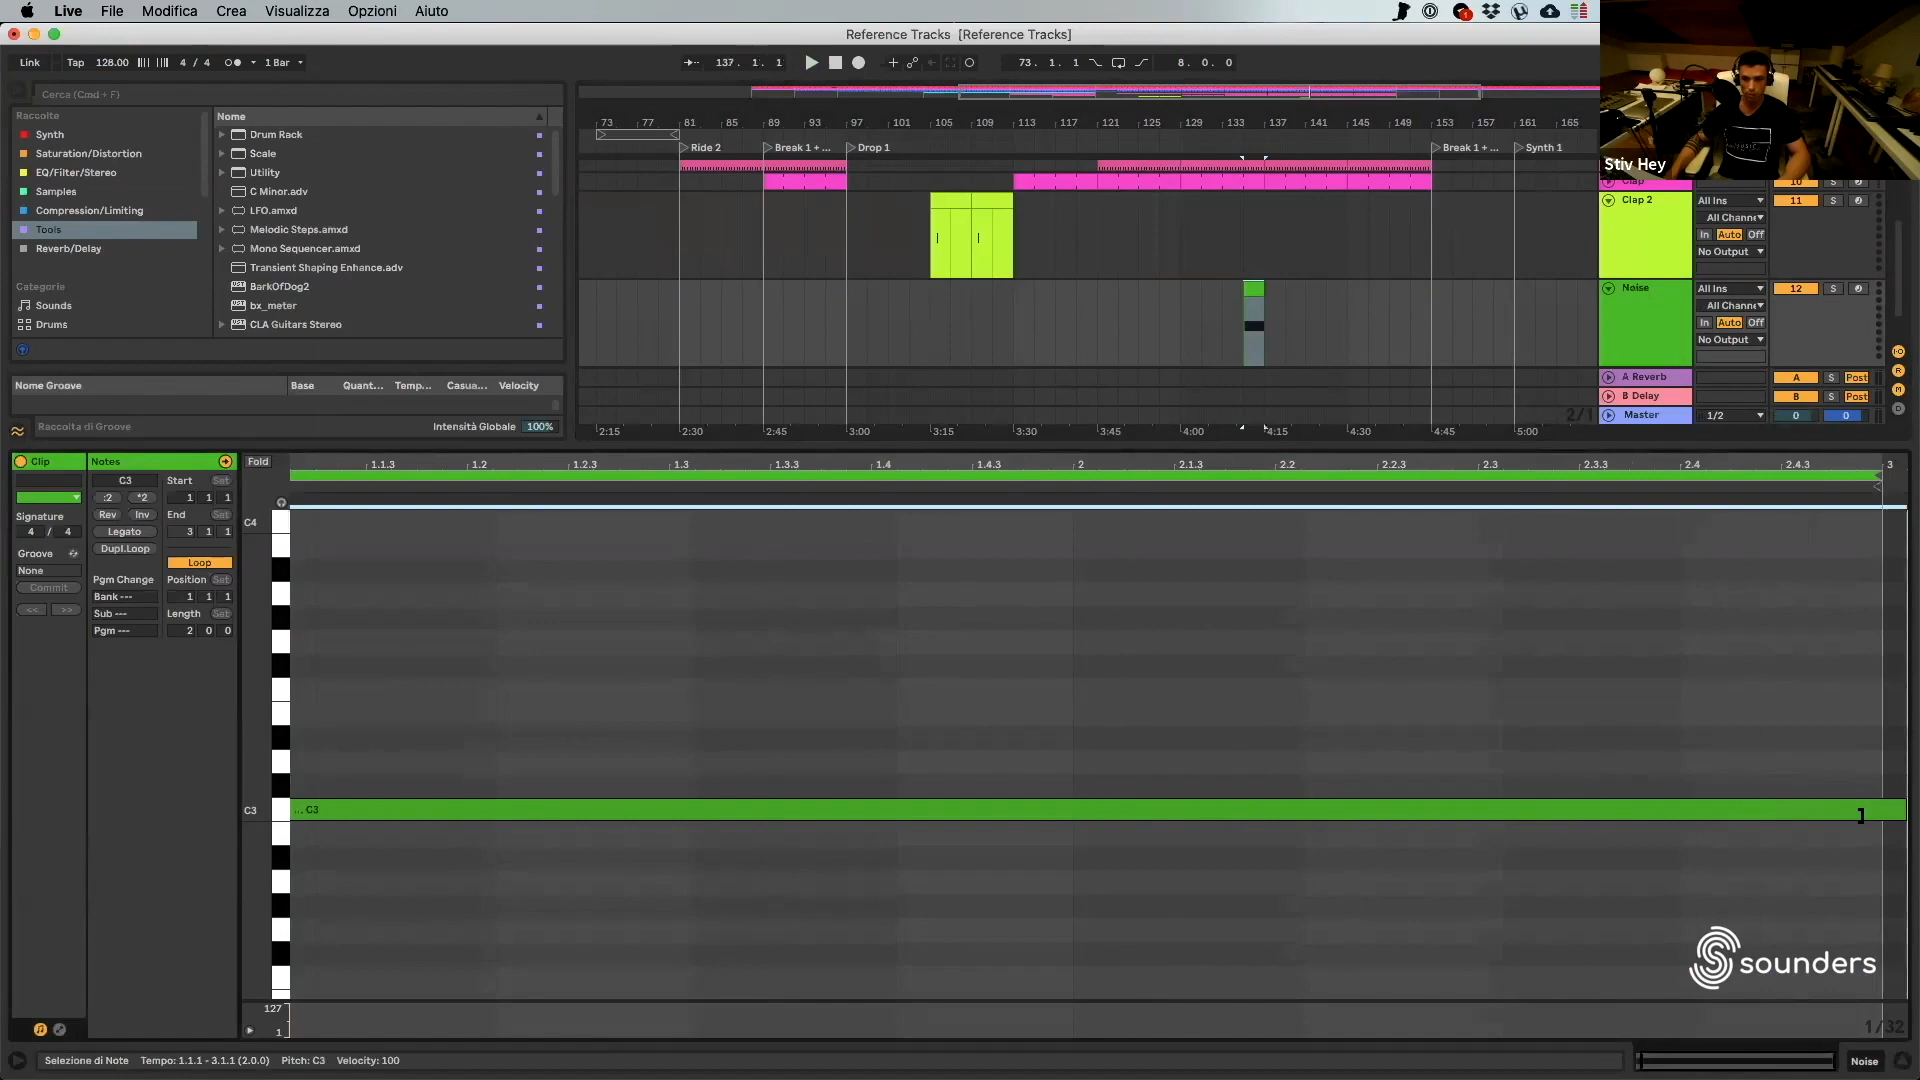 Live File Modifica Crea Visualizza Opzioni Aiuto
Reference Tracks [Reference Tracks]
Link Tap 128.00 4 / 4 1 Bar 137. 1. 1 73. 1. 1 8. 0. 0
Stiv Hey
Cerca (Cmd + F)
Raccolte
Synth
Saturation/Distortion
EQ/Filter/Stereo
Samples
Compression/Limiting
Tools
Reverb/Delay
Categorie
Sounds
Drums
Name
Drum Rack
Scale
Utility
C Minor.adv
LFO.amxd
Melodic Steps.amxd
Mono Sequencer.amxd
Transient Shaping Enhance.adv
BarkOfDog2
bx_meter
CLA Guitars Stereo
Nome Groove Base Quant... Temp... Casua... Velocity
Raccolta di Groove Intensità Globale 100%
73 77 81 85 89 93 97 101 105 109 113 117 121 125 129 133 137 141 145 149 153 157 161 165
Ride 2 Break 1 + ... Drop 1 Break 1 + ... Synth 1
Clap 10 S
Clap 2 All Ins 11 S
All Channe
In Auto Off
No Output
Noise All Ins 12 S
All Channe
In Auto Off
No Output
A Reverb A S Post
B Delay B S Post
2/1 Master 1/2 0 0
2:15 2:30 2:45 3:00 3:15 3:30 3:45 4:00 4:15 4:30 4:45 5:00
Clip Notes Fold
1.1.3 1.2 1.2.3 1.3 1.3.3 1.4 1.4.3 2 2.1.3 2.2 2.2.3 2.3 2.3.3 2.4 2.4.3 3
C3 Start Set
:2 *2 1 1 1
Signature Rev Inv End Set
4 / 4 Legato 3 1 1
Groove Dupl.Loop
None Loop
Commit Pgm Change Position Set
<< >> Bank --- 1 1 1
Sub --- Length Set
Pgm --- 2 0 0
C4
C3 ... C3
sounders
127
1
1/32
Selezione di Note Tempo: 1.1.1 - 3.1.1 (2.0.0) Pitch: C3 Velocity: 100
Noise